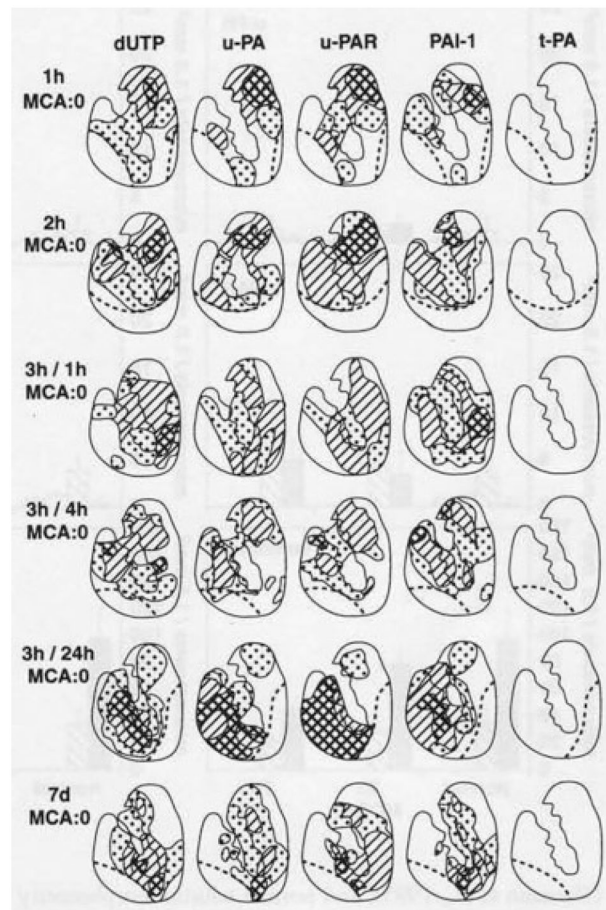 dUTP u-PA u-PAR PAI-1 t-PA
1h
MCA:0
2h
MCA:0
3h / 1h
MCA:0
3h / 4h
MCA:0
3h / 24h
MCA:0
7d
MCA:0